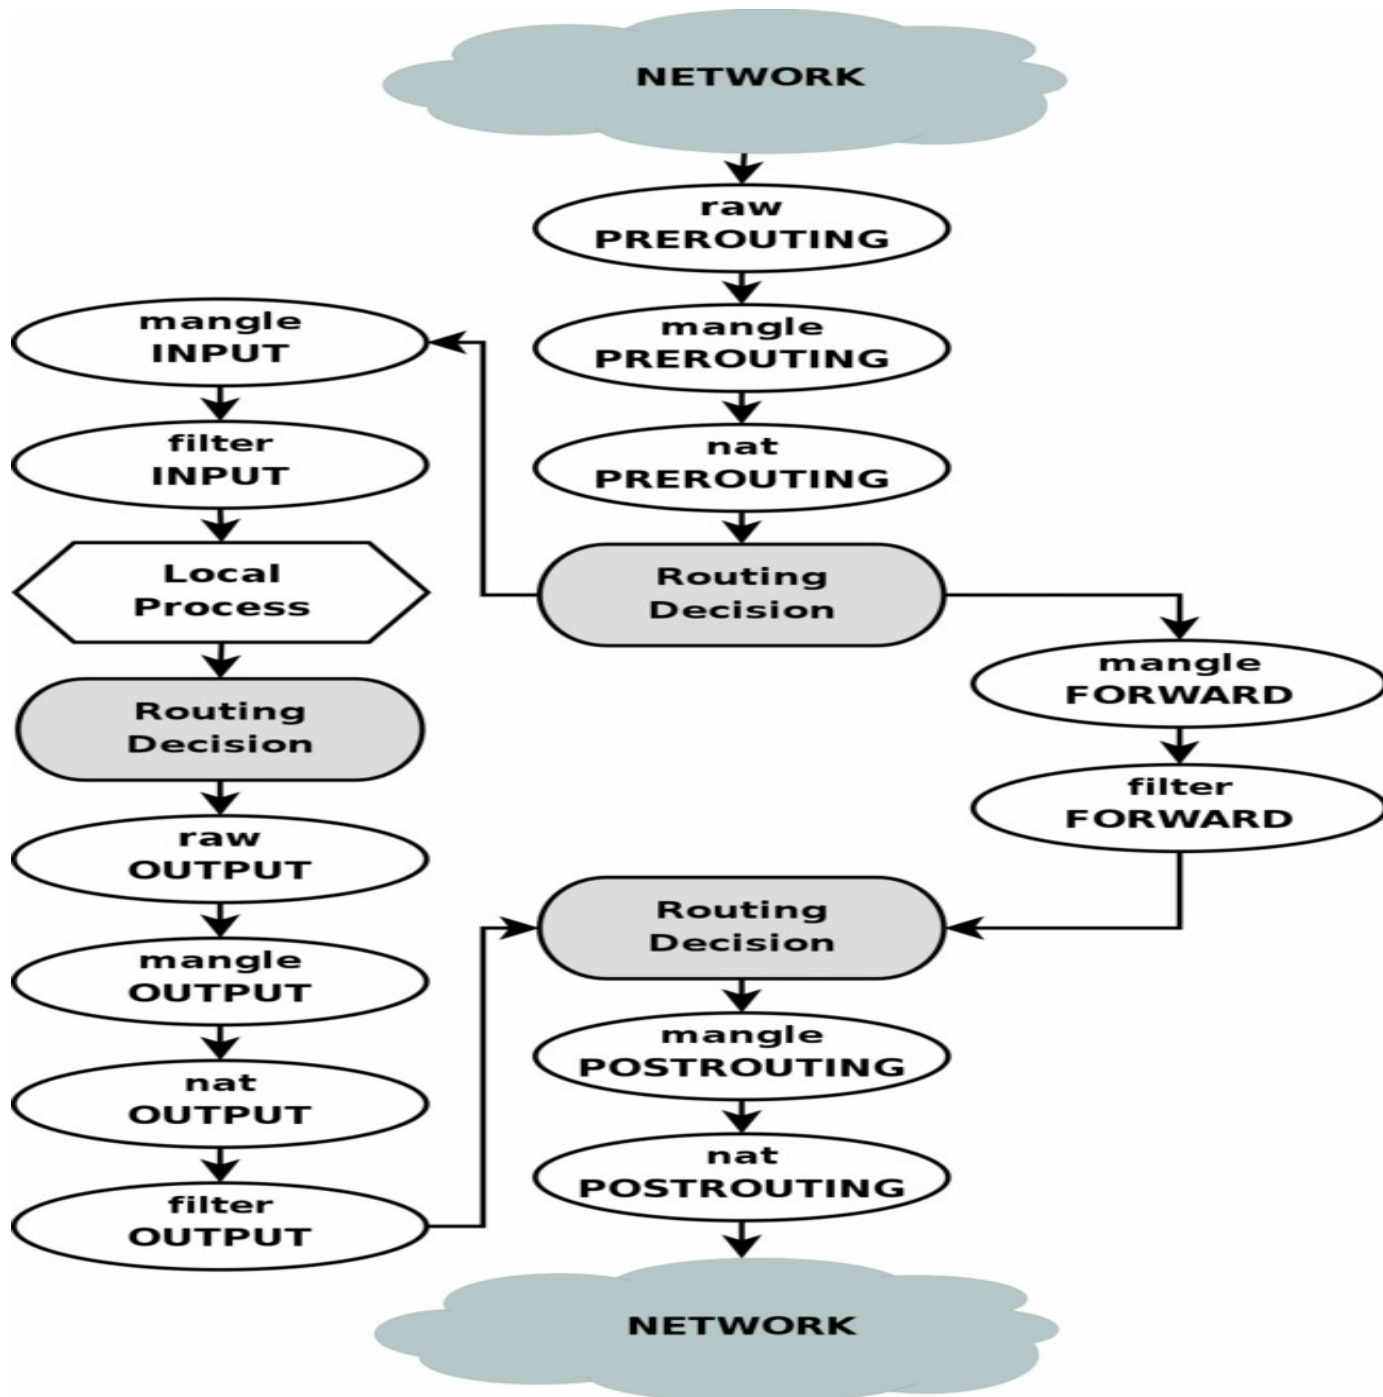 NETWORK
raw
PREROUTING
mangle
PREROUTING
nat
PREROUTING
Routing
Decision
mangle
INPUT
filter
INPUT
Local
Process
Routing
Decision
raw
OUTPUT
mangle
OUTPUT
nat
OUTPUT
filter
OUTPUT
mangle
FORWARD
filter
FORWARD
Routing
Decision
mangle
POSTROUTING
nat
POSTROUTING
NETWORK